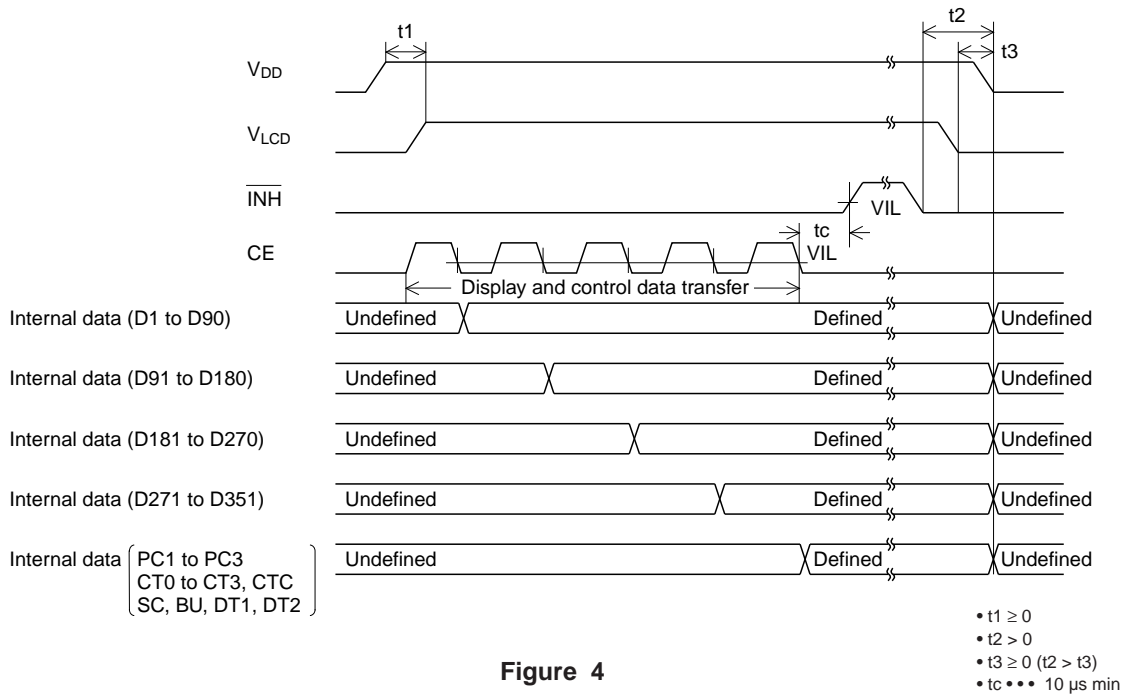 t1
t2
t3
VDD
VLCD
INH
VIL
tc
CE
VIL
Display and control data transfer
Internal data (D1 to D90)
Undefined
Defined
Undefined
Internal data (D91 to D180)
Undefined
Defined
Undefined
Internal data (D181 to D270)
Undefined
Defined
Undefined
Internal data (D271 to D351)
Undefined
Defined
Undefined
Internal data
PC1 to PC3
CT0 to CT3, CTC
SC, BU, DT1, DT2
Undefined
Defined
Undefined
• t1 ≥ 0
• t2 > 0
• t3 ≥ 0 (t2 > t3)
• tc ••• 10 µs min
Figure 4